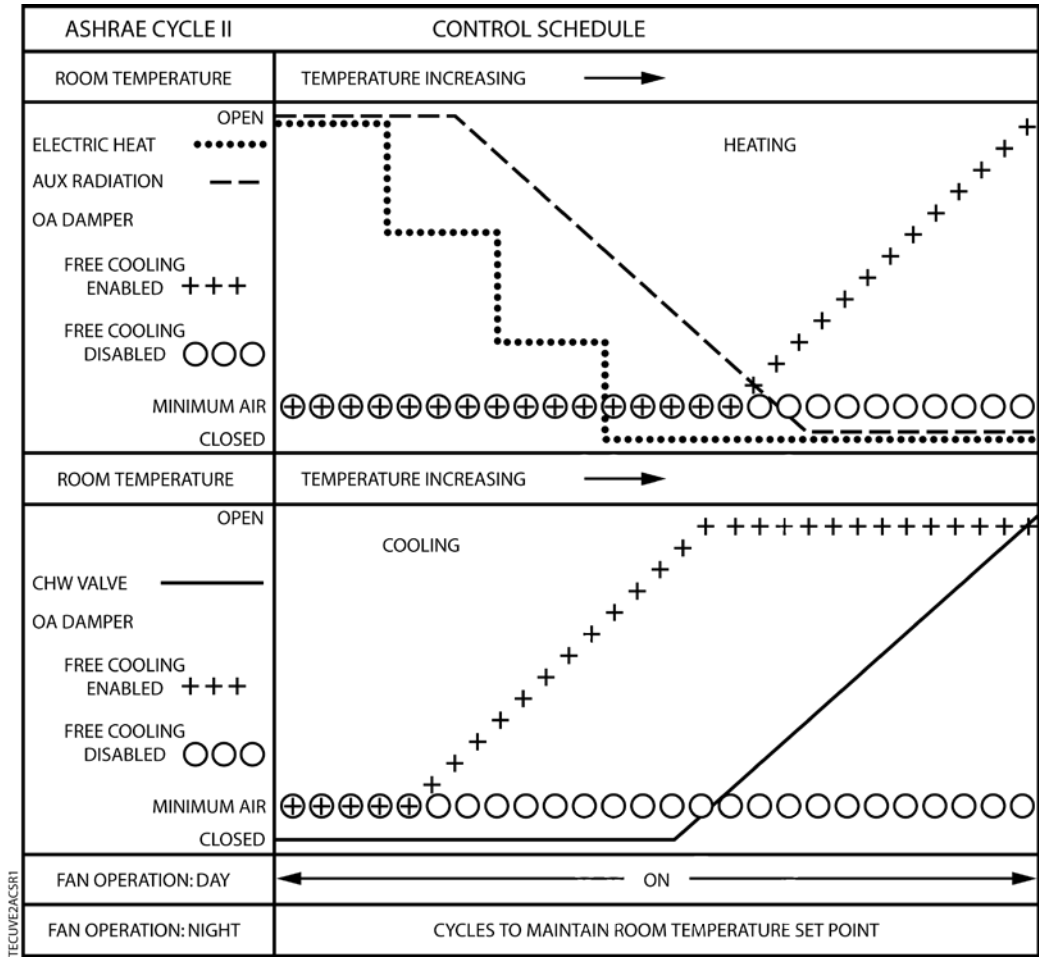 ASHRAE CYCLE II CONTROL SCHEDULE
ROOM TEMPERATURE TEMPERATURE INCREASING
OPEN
ELECTRIC HEAT
HEATING
AUX RADIATION
OA DAMPER
FREE COOLING
ENABLED
FREE COOLING
DISABLED
MINIMUM AIR
CLOSED
ROOM TEMPERATURE TEMPERATURE INCREASING
OPEN
COOLING
CHW VALVE
OA DAMPER
FREE COOLING
ENABLED
FREE COOLING
DISABLED
MINIMUM AIR
CLOSED
FAN OPERATION: DAY ON
FAN OPERATION: NIGHT CYCLES TO MAINTAIN ROOM TEMPERATURE SET POINT
TECUVE2ACSR1